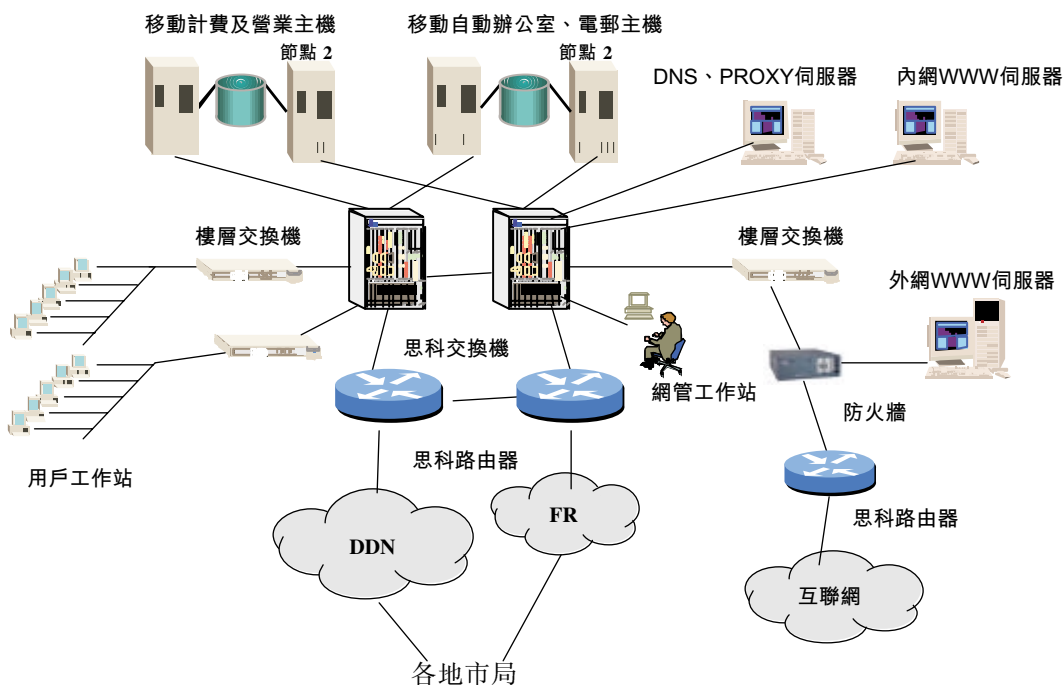 移動計費及營業主機
節點 2
移動自動辦公室、電郵主機
節點 2
DNS、PROXY伺服器
內網WWW伺服器
樓層交換機
樓層交換機
外網WWW伺服器
思科交換機
網管工作站
防火牆
用戶工作站
思科路由器
思科路由器
DDN
FR
互聯網
各地市局